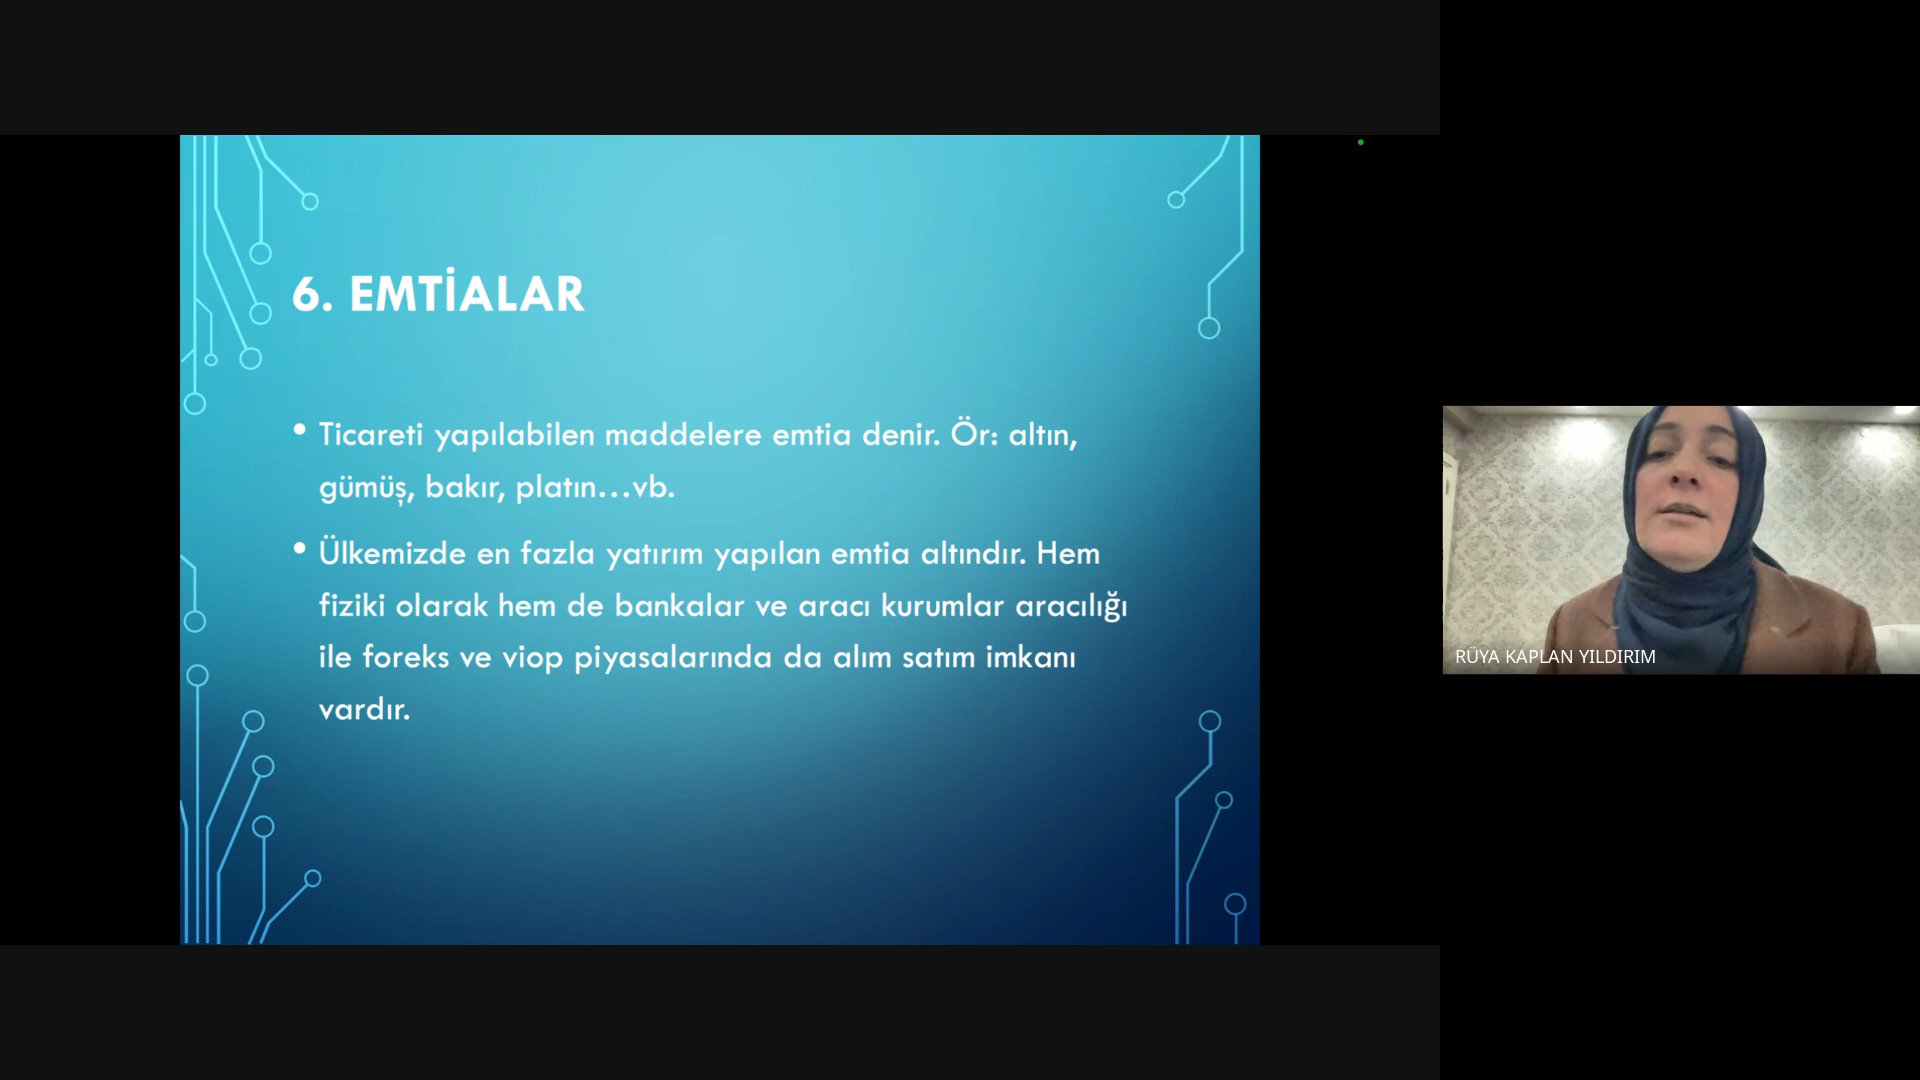 6. EMTİALAR
• Ticareti yapılabilen maddelere emtia denir. Ör: altın,
gümüş, bakır, platin...vb.
• Ülkemizde en fazla yatırım yapılan emtia altındır. Hem
fiziki olarak hem de bankalar ve aracı kurumlar aracılığı
ile foreks ve viop piyasalarında da alım satım imkanı
vardır.
RÜYA KAPLAN YILDIRIM